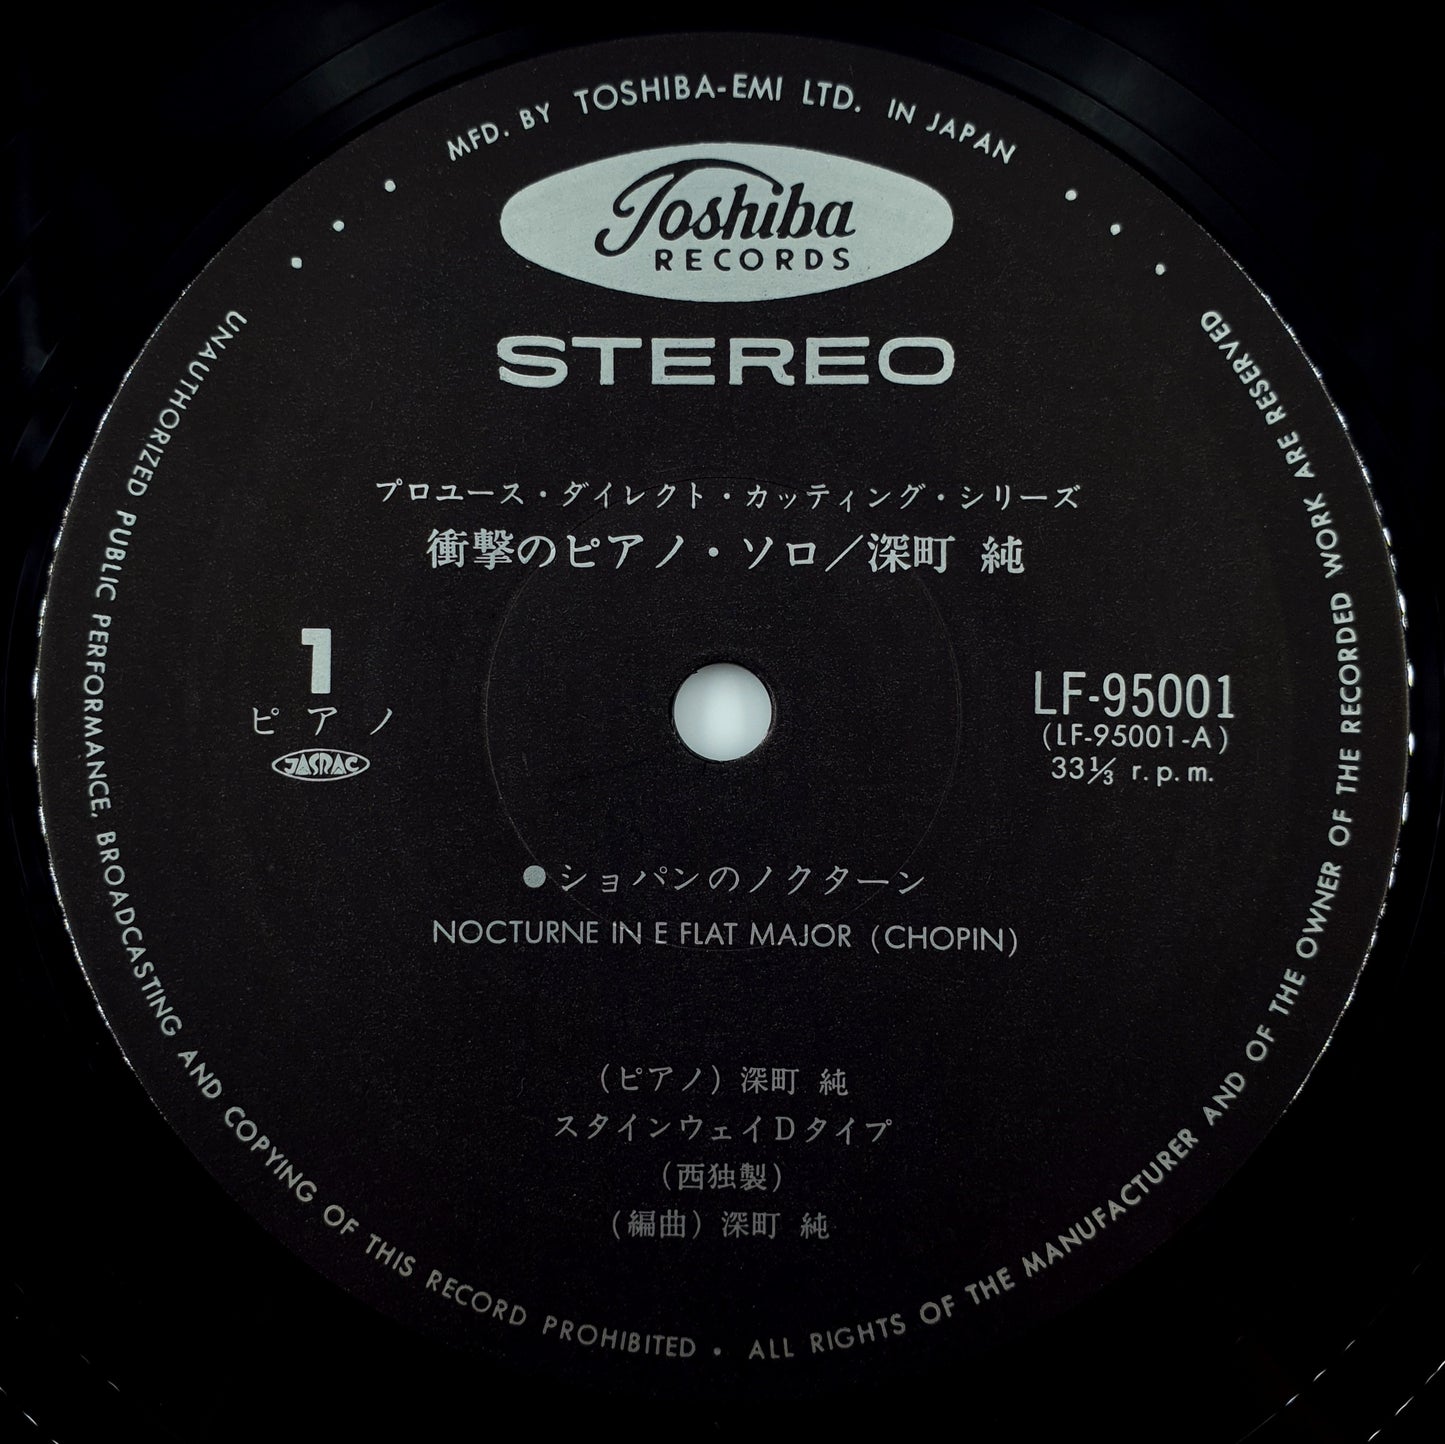 MFD. BY TOSHIBA-EMI LTD. IN JAPAN
Toshiba
RECORDS
STEREO
プロユース・ダイレクト・カッティング・シリーズ
衝撃のピアノ・ソロ/深町 純
1
ピアノ
JASRAC
LF-95001
(LF-95001-A)
33⅓ r.p.m.
●ショパンのノクターン
NOCTURNE IN E FLAT MAJOR (CHOPIN)
(ピアノ)深町 純
スタインウェイDタイプ
(西独製)
(編曲)深町 純
UNAUTHORIZED PUBLIC PERFORMANCE, BROADCASTING AND COPYING OF THIS RECORD PROHIBITED • ALL RIGHTS OF THE MANUFACTURER AND OF THE OWNER OF THE RECORDED WORK ARE RESERVED